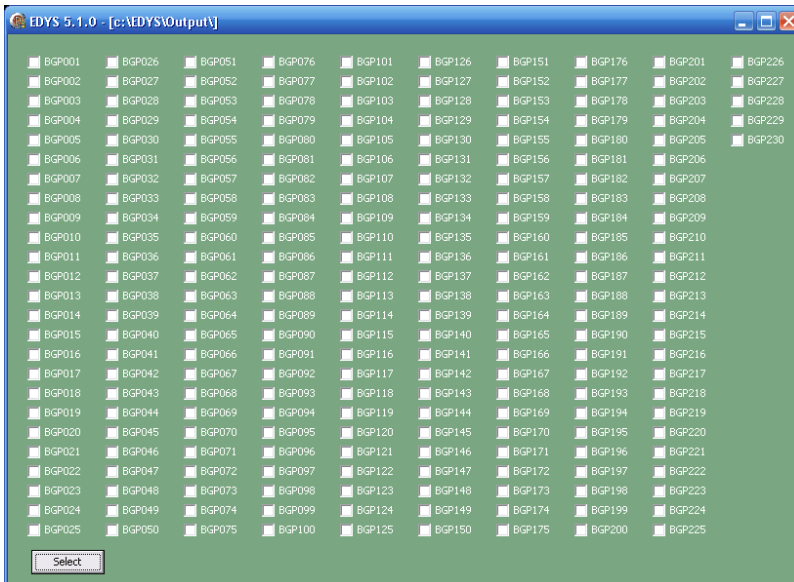 EDYS 5.1.0 - [c:\EDYS\Output\]
BGP001 BGP026 BGP051 BGP076 BGP101 BGP126 BGP151 BGP176 BGP201 BGP226
BGP002 BGP027 BGP052 BGP077 BGP102 BGP127 BGP152 BGP177 BGP202 BGP227
BGP003 BGP028 BGP053 BGP078 BGP103 BGP128 BGP153 BGP178 BGP203 BGP228
BGP004 BGP029 BGP054 BGP079 BGP104 BGP129 BGP154 BGP179 BGP204 BGP229
BGP005 BGP030 BGP055 BGP080 BGP105 BGP130 BGP155 BGP180 BGP205 BGP230
BGP006 BGP031 BGP056 BGP081 BGP106 BGP131 BGP156 BGP181 BGP206
BGP007 BGP032 BGP057 BGP082 BGP107 BGP132 BGP157 BGP182 BGP207
BGP008 BGP033 BGP058 BGP083 BGP108 BGP133 BGP158 BGP183 BGP208
BGP009 BGP034 BGP059 BGP084 BGP109 BGP134 BGP159 BGP184 BGP209
BGP010 BGP035 BGP060 BGP085 BGP110 BGP135 BGP160 BGP185 BGP210
BGP011 BGP036 BGP061 BGP086 BGP111 BGP136 BGP161 BGP186 BGP211
BGP012 BGP037 BGP062 BGP087 BGP112 BGP137 BGP162 BGP187 BGP212
BGP013 BGP038 BGP063 BGP088 BGP113 BGP138 BGP163 BGP188 BGP213
BGP014 BGP039 BGP064 BGP089 BGP114 BGP139 BGP164 BGP189 BGP214
BGP015 BGP040 BGP065 BGP090 BGP115 BGP140 BGP165 BGP190 BGP215
BGP016 BGP041 BGP066 BGP091 BGP116 BGP141 BGP166 BGP191 BGP216
BGP017 BGP042 BGP067 BGP092 BGP117 BGP142 BGP167 BGP192 BGP217
BGP018 BGP043 BGP068 BGP093 BGP118 BGP143 BGP168 BGP193 BGP218
BGP019 BGP044 BGP069 BGP094 BGP119 BGP144 BGP169 BGP194 BGP219
BGP020 BGP045 BGP070 BGP095 BGP120 BGP145 BGP170 BGP195 BGP220
BGP021 BGP046 BGP071 BGP096 BGP121 BGP146 BGP171 BGP196 BGP221
BGP022 BGP047 BGP072 BGP097 BGP122 BGP147 BGP172 BGP197 BGP222
BGP023 BGP048 BGP073 BGP098 BGP123 BGP148 BGP173 BGP198 BGP223
BGP024 BGP049 BGP074 BGP099 BGP124 BGP149 BGP174 BGP199 BGP224
BGP025 BGP050 BGP075 BGP100 BGP125 BGP150 BGP175 BGP200 BGP225
Select